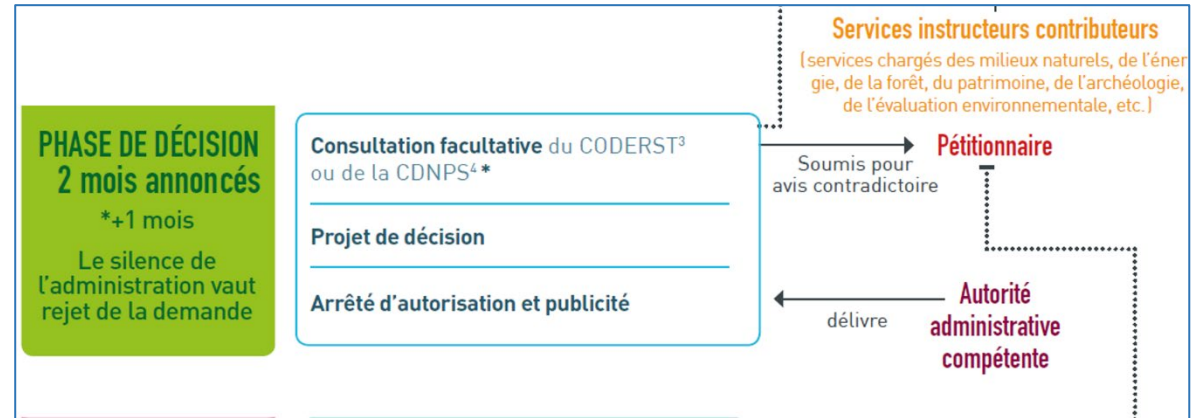 Services instructeurs contributeurs
(services chargés des milieux naturels, de l'éner
gie, de la forêt, du patrimoine, de l'archéologie,
de l'évaluation environnementale, etc.)
PHASE DE DÉCISION
2 mois annoncés
*+1 mois
Le silence de
l'administration vaut
rejet de la demande
Consultation facultative du CODERST³
ou de la CDNPS⁴ *
Projet de décision
Arrêté d'autorisation et publicité
Soumis pour
avis contradictoire
Pétitionnaire
délivre
Autorité
administrative
compétente